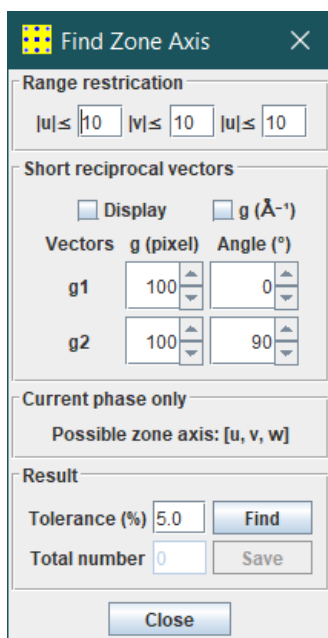 Find Zone Axis
Range restrication
|u|≤ 10 |v|≤ 10 |u|≤ 10
Short reciprocal vectors
Display g (Å⁻¹)
Vectors g (pixel) Angle (°)
g1 100 0
g2 100 90
Current phase only
Possible zone axis: [u, v, w]
Result
Tolerance (%) 5.0 Find
Total number 0 Save
Close